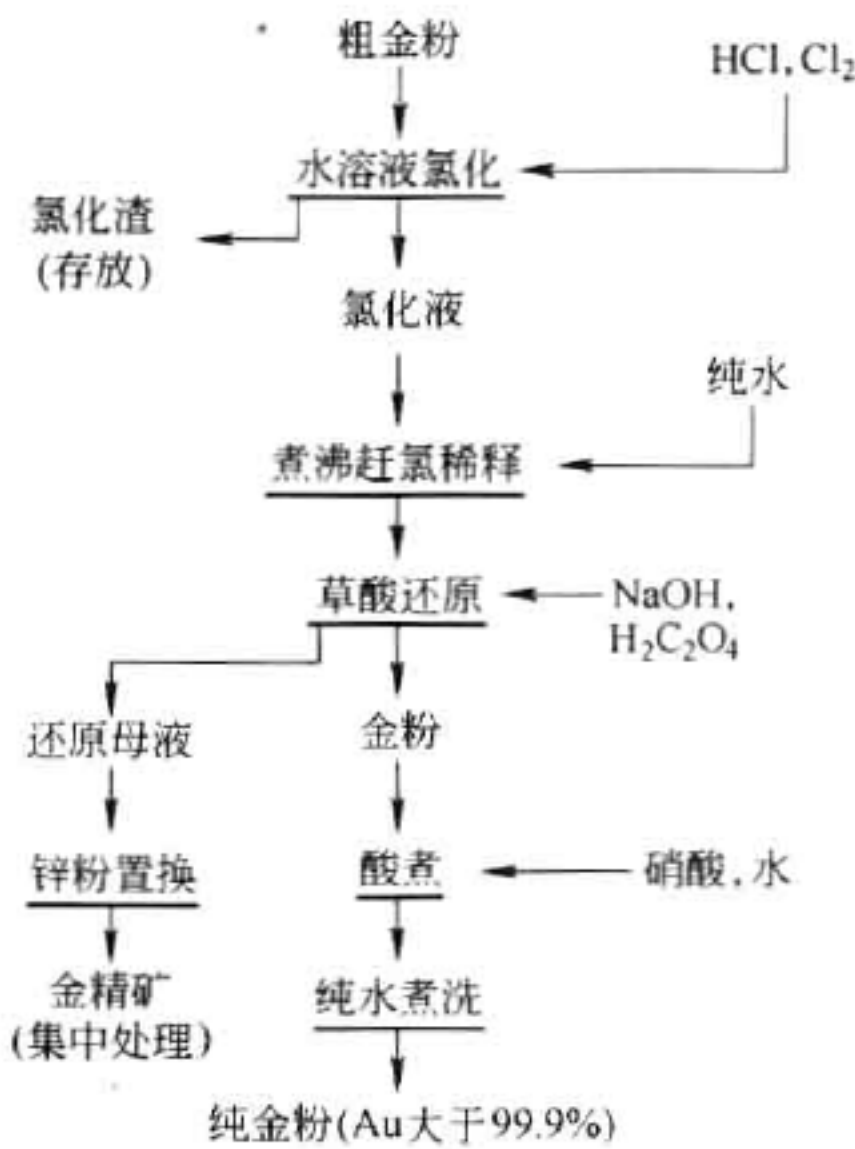 粗金粉
HCl,Cl₂
水溶液氯化
氯化渣
(存放)
氯化液
纯水
煮沸赶氯稀释
草酸还原
NaOH,
H₂C₂O₄
还原母液
金粉
锌粉置换
酸煮
硝酸,水
金精矿
(集中处理)
纯水煮洗
纯金粉(Au大于99.9%)